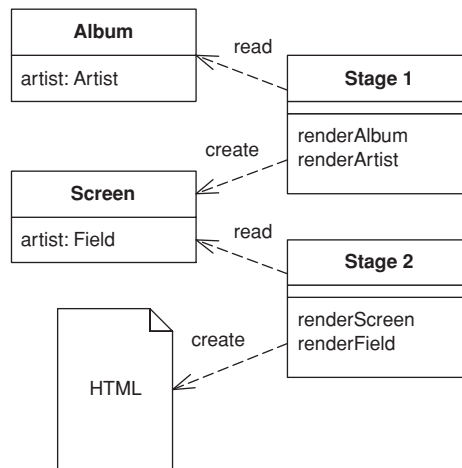 Album
artist: Artist
read
Stage 1
renderAlbum
renderArtist
create
Screen
artist: Field
read
Stage 2
renderScreen
renderField
create
HTML